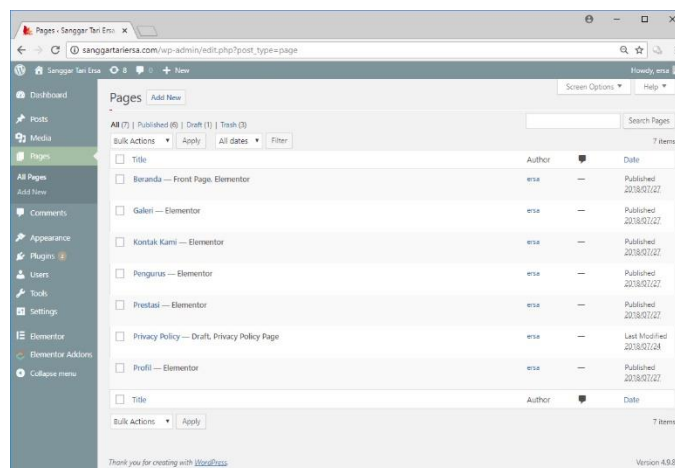 Pages ‹ Sanggar Tari Ersa
sanggartariersa.com/wp-admin/edit.php?post_type=page
Sanggar Tari Ersa 8 0 + New Howdy, ersa
Dashboard
Posts
Media
Pages
All Pages
Add New
Comments
Appearance
Plugins
Users
Tools
Settings
Elementor
Elementor Addons
Collapse menu
Screen Options Help
Pages Add New
All (7) | Published (6) | Draft (1) | Trash (3)
Search Pages
Bulk Actions Apply All dates Filter 7 items
Title Author Date
Beranda — Front Page, Elementor ersa — Published
2018/07/27
Galeri — Elementor ersa — Published
2018/07/27
Kontak Kami — Elementor ersa — Published
2018/07/27
Pengurus — Elementor ersa — Published
2018/07/27
Prestasi — Elementor ersa — Published
2018/07/27
Privacy Policy — Draft, Privacy Policy Page ersa — Last Modified
2018/07/24
Profil — Elementor ersa — Published
2018/07/27
Title Author Date
Bulk Actions Apply 7 items
Thank you for creating with WordPress. Version 4.9.8